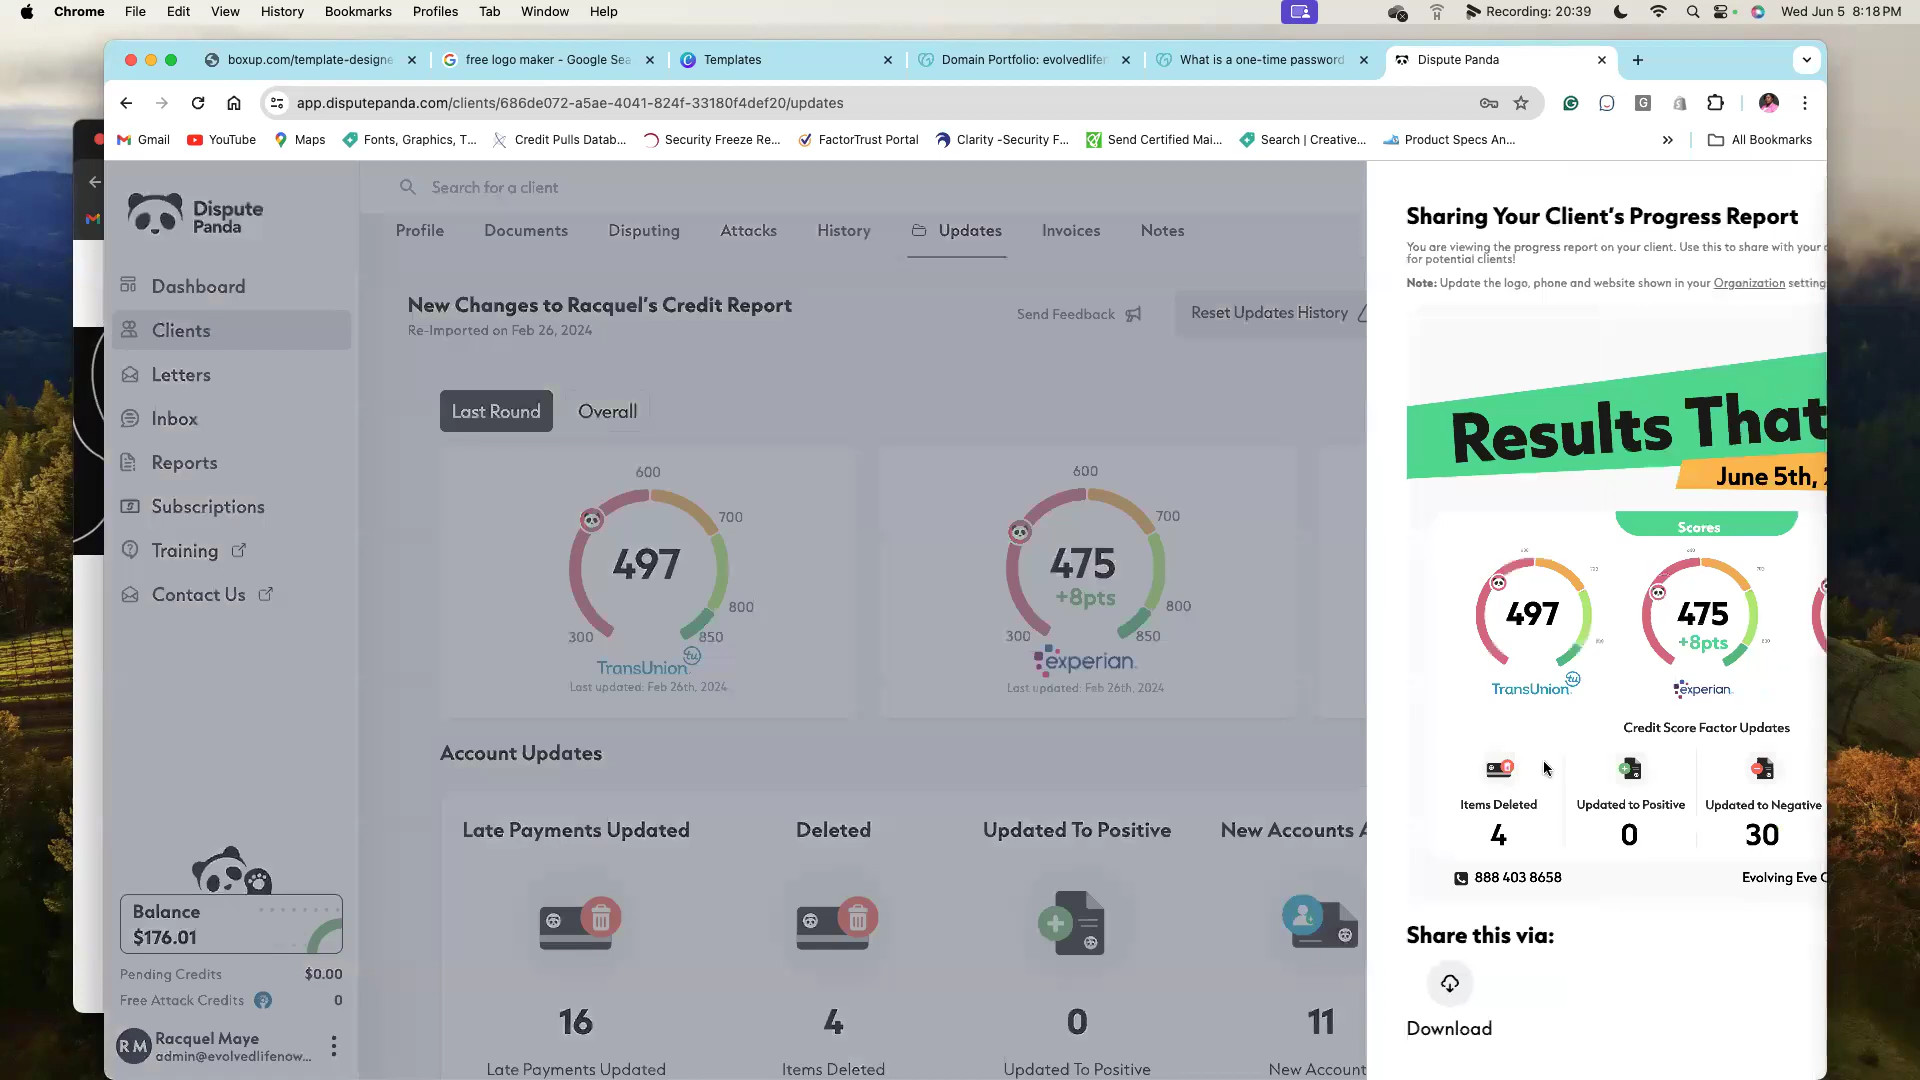 Chrome File Edit View History Bookmarks Profiles Tab Window Help
Recording: 20:39 Wed Jun 5 8:18 PM
boxup.com/template-designe
free logo maker - Google Sea
Templates
Domain Portfolio: evolvedlifen
What is a one-time password
Dispute Panda
app.disputepanda.com/clients/686de072-a5ae-4041-824f-33180f4def20/updates
Gmail YouTube Maps Fonts, Graphics, T... Credit Pulls Datab... Security Freeze Re... FactorTrust Portal Clarity -Security F... Send Certified Mai... Search | Creative... Product Specs An... » All Bookmarks
Dispute
Panda
Dashboard
Clients
Letters
Inbox
Reports
Subscriptions
Training
Contact Us
Balance
$176.01
Pending Credits $0.00
Free Attack Credits 0
RM Racquel Maye
admin@evolvedlifenow...
Search for a client
Profile Documents Disputing Attacks History Updates Invoices Notes
New Changes to Racquel's Credit Report
Re-Imported on Feb 26, 2024
Send Feedback
Reset Updates History
Last Round Overall
600
700
800
850
300
497
TransUnion tu
Last updated: Feb 26th, 2024
600
700
800
850
300
475
+8pts
experian.
Last updated: Feb 26th, 2024
Account Updates
Late Payments Updated Deleted Updated To Positive New Accounts A
16 4 0 11
Late Payments Updated Items Deleted Updated To Positive New Account
Sharing Your Client's Progress Report
You are viewing the progress report on your client. Use this to share with your
for potential clients!
Note: Update the logo, phone and website shown in your Organization setting
Results That
June 5th,
Scores
497
TransUnion tu
475
+8pts
experian.
Credit Score Factor Updates
Items Deleted Updated to Positive Updated to Negative
4 0 30
888 403 8658 Evolving Eve
Share this via:
Download